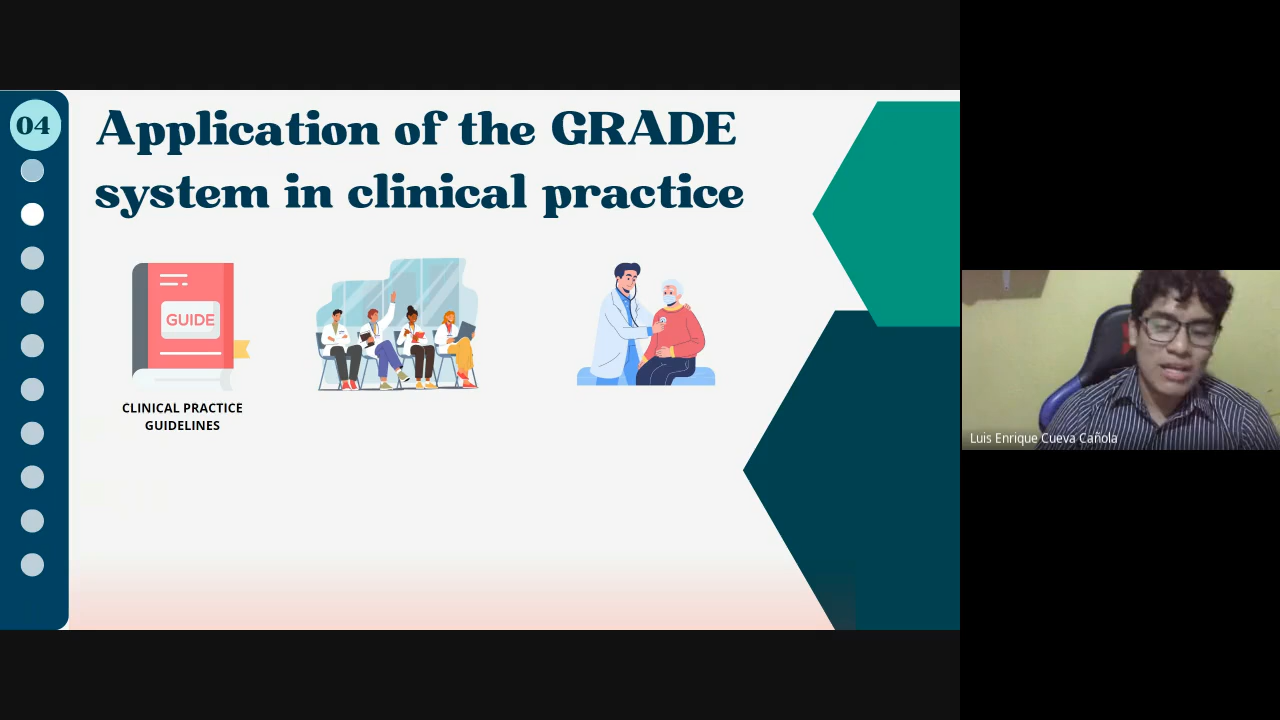 04
Application of the GRADE
system in clinical practice
GUIDE
CLINICAL PRACTICE
GUIDELINES
Luis Enrique Cueva Cañola